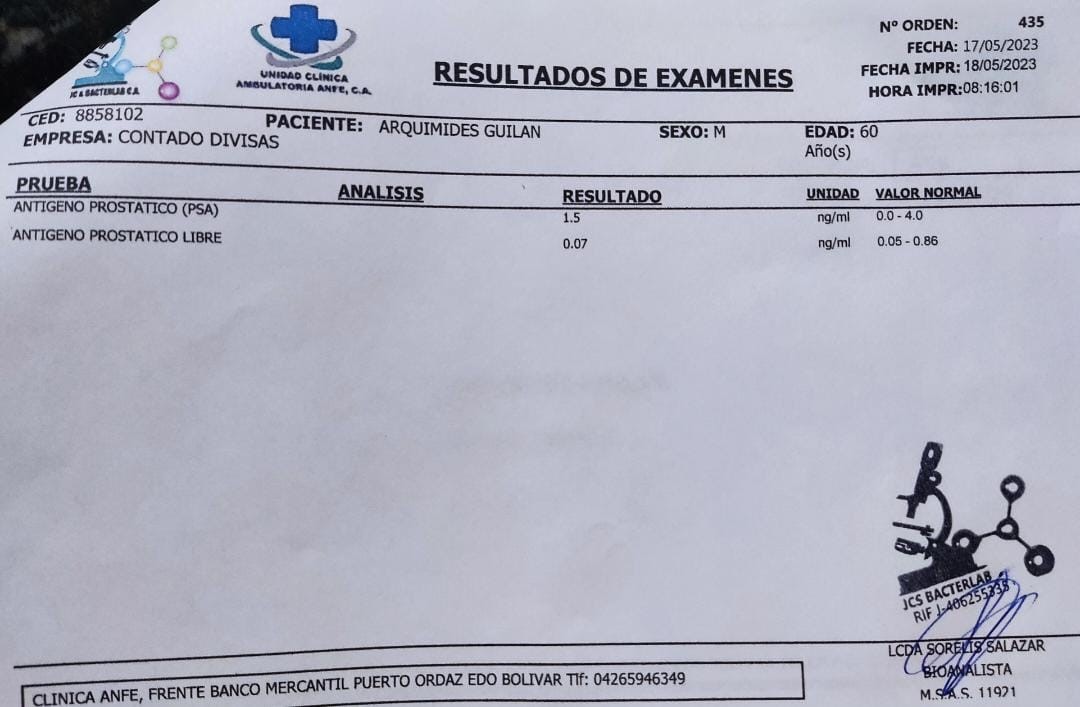 JC & BACTERLAB C.A.
UNIDAD CLÍNICA
AMBULATORIA ANFE, C.A.
RESULTADOS DE EXAMENES
Nº ORDEN: 435
FECHA: 17/05/2023
FECHA IMPR: 18/05/2023
HORA IMPR:08:16:01
CED: 8858102
PACIENTE: ARQUIMIDES GUILAN
SEXO: M
EDAD: 60
Año(s)
EMPRESA: CONTADO DIVISAS
PRUEBA ANALISIS RESULTADO UNIDAD VALOR NORMAL
ANTIGENO PROSTATICO (PSA) 1.5 ng/ml 0.0 - 4.0
ANTIGENO PROSTATICO LIBRE 0.07 ng/ml 0.05 - 0.86
JCS BACTERLAB
RIF J-406255335
LCDA SORELIS SALAZAR
BIOANALISTA
M.S.A.S. 11921
CLINICA ANFE, FRENTE BANCO MERCANTIL PUERTO ORDAZ EDO BOLIVAR Tlf: 04265946349